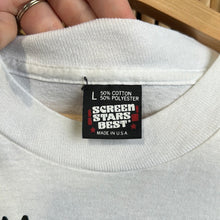 L 50% COTTON
50% POLYESTER
SCREEN
STARS
BEST
MADE IN U.S.A.